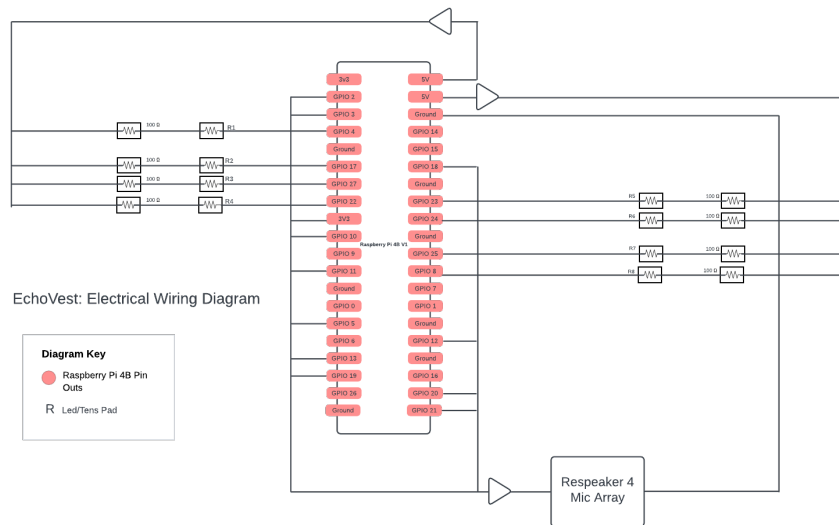 3v3
5V
GPIO 2
5V
GPIO 3
Ground
100 Ω
R1
GPIO 4
GPIO 14
Ground
GPIO 15
100 Ω
R2
GPIO 17
GPIO 18
100 Ω
R3
GPIO 27
Ground
100 Ω
R4
GPIO 22
GPIO 23
R5
100 Ω
3V3
GPIO 24
R6
100 Ω
GPIO 10
Ground
Raspberry Pi 4B V1
GPIO 9
GPIO 25
R7
100 Ω
GPIO 11
GPIO 8
R8
100 Ω
Ground
GPIO 7
GPIO 0
GPIO 1
GPIO 5
Ground
GPIO 6
GPIO 12
GPIO 13
Ground
GPIO 19
GPIO 16
GPIO 26
GPIO 20
Ground
GPIO 21
EchoVest: Electrical Wiring Diagram
Diagram Key
Raspberry Pi 4B Pin
Outs
R Led/Tens Pad
Respeaker 4
Mic Array